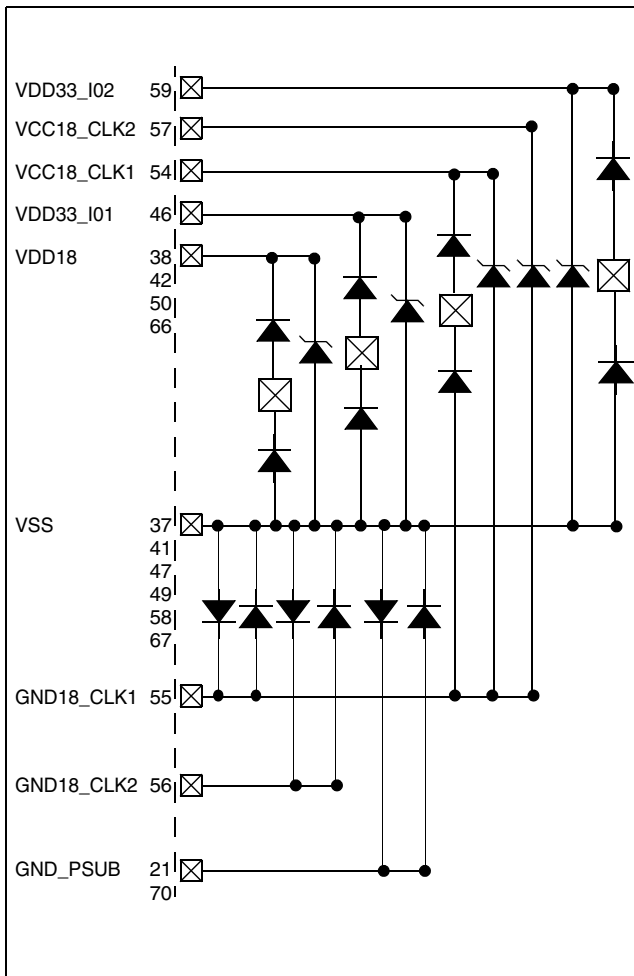 VDD33_I02 59
VCC18_CLK2 57
VCC18_CLK1 54
VDD33_I01 46
VDD18 38
42
50
66
VSS 37
41
47
49
58
67
GND18_CLK1 55
GND18_CLK2 56
GND_PSUB 21
70